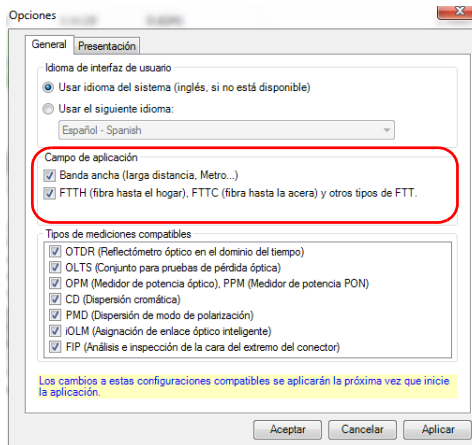 Opciones
General
Presentación
Idioma de interfaz de usuario
Usar idioma del sistema (inglés, si no está disponible)
Usar el siguiente idioma:
Español - Spanish
Campo de aplicación
Banda ancha (larga distancia, Metro...)
FTTH (fibra hasta el hogar), FTTC (fibra hasta la acera) y otros tipos de FTT.
Tipos de mediciones compatibles
OTDR (Reflectómetro óptico en el dominio del tiempo)
OLTS (Conjunto para pruebas de pérdida óptica)
OPM (Medidor de potencia óptico), PPM (Medidor de potencia PON)
CD (Dispersión cromática)
PMD (Dispersión de modo de polarización)
iOLM (Asignación de enlace óptico inteligente)
FIP (Análisis e inspección de la cara del extremo del conector)
Los cambios a estas configuraciones compatibles se aplicarán la próxima vez que inicie
la aplicación.
Aceptar
Cancelar
Aplicar